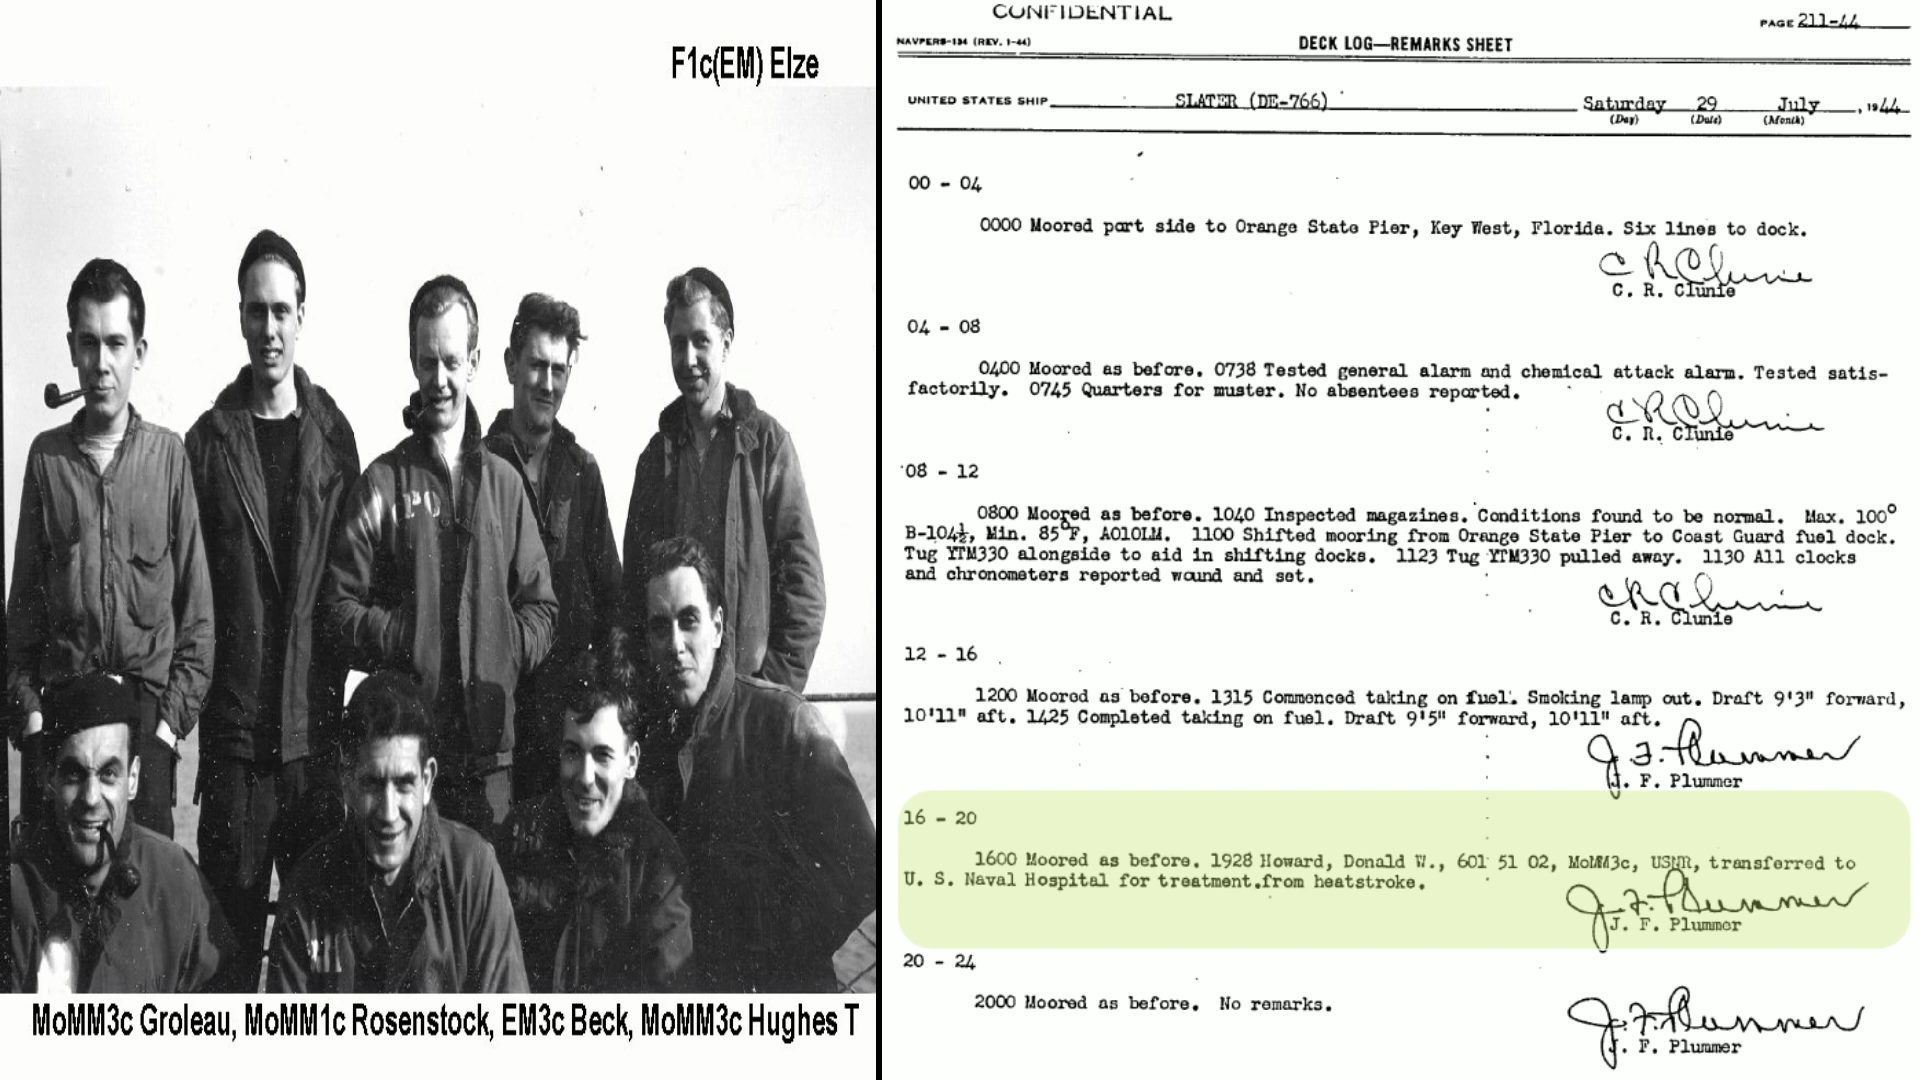 F1c(EM) Elze
PO
MoMM3c Groleau, MoMM1c Rosenstock, EM3c Beck, MoMM3c Hughes T
CONFIDENTIAL
PAGE 211-44
NAVPERS-134 (REV. 1-44)
DECK LOG—REMARKS SHEET
UNITED STATES SHIP SLATER (DE-766) Saturday 29 July, 1944
(Day) (Date) (Month)
00 - 04
0000 Moored port side to Orange State Pier, Key West, Florida. Six lines to dock.
C R Clunie
C. R. Clunie
04 - 08
0400 Moored as before. 0738 Tested general alarm and chemical attack alarm. Tested satis-
factorily. 0745 Quarters for muster. No absentees reported.
C R Clunie
C. R. Clunie
08 - 12
0800 Moored as before. 1040 Inspected magazines. Conditions found to be normal. Max. 100°
B-104½, Min. 85°F, A010LM. 1100 Shifted mooring from Orange State Pier to Coast Guard fuel dock.
Tug YTM330 alongside to aid in shifting docks. 1123 Tug YTM330 pulled away. 1130 All clocks
and chronometers reported wound and set.
C R Clunie
C. R. Clunie
12 - 16
1200 Moored as before. 1315 Commenced taking on fuel. Smoking lamp out. Draft 9'3" forward,
10'11" aft. 1425 Completed taking on fuel. Draft 9'5" forward, 10'11" aft.
J. F. Plummer
J. F. Plummer
16 - 20
1600 Moored as before. 1928 Howard, Donald W., 601 51 02, MoMM3c, USNR, transferred to
U. S. Naval Hospital for treatment.from heatstroke.
J. F. Plummer
J. F. Plummer
20 - 24
2000 Moored as before. No remarks.
J. F. Plummer
J. F. Plummer